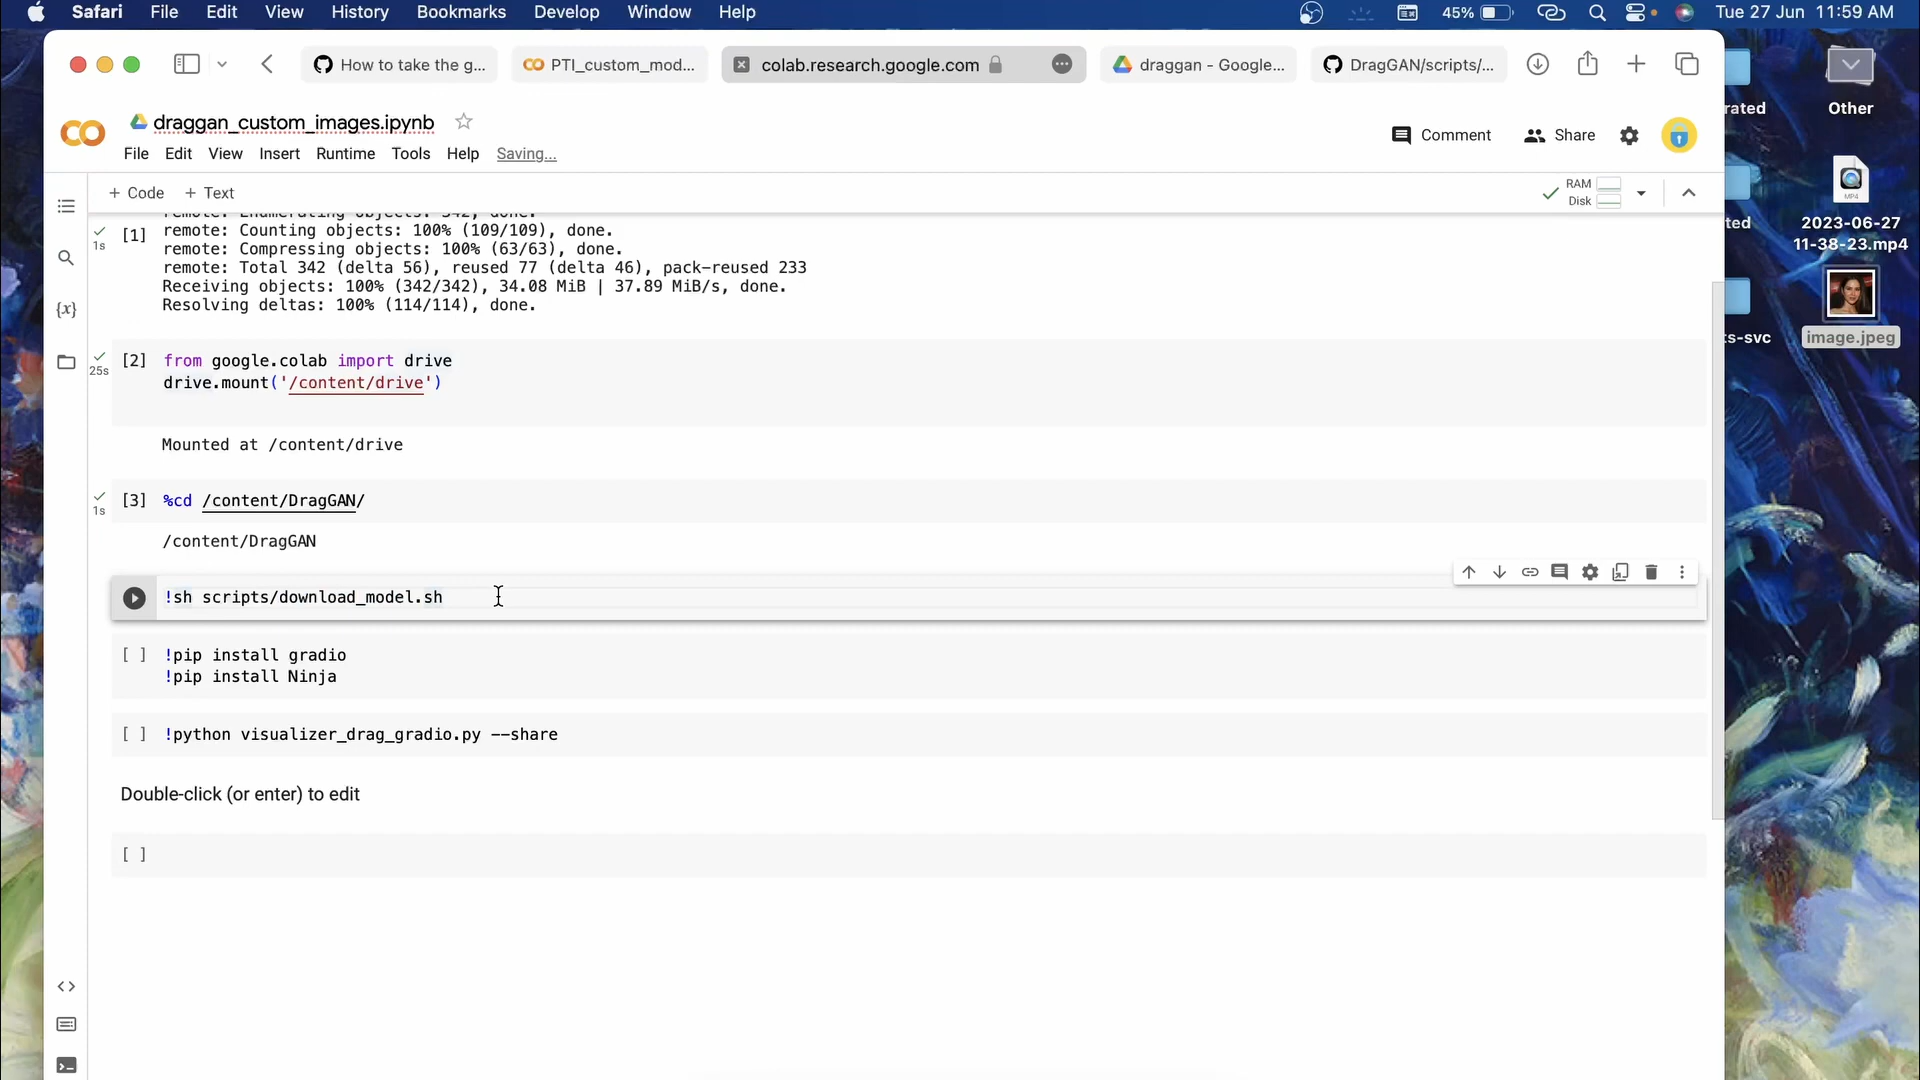 Safari File Edit View History Bookmarks Develop Window Help 45% Tue 27 Jun 11:59 AM
How to take the g... PTI_custom_mod... colab.research.google.com draggan - Google... DragGAN/scripts/...
rated Other
draggan_custom_images.ipynb
Comment Share
File Edit View Insert Runtime Tools Help Saving...
+ Code + Text RAM
Disk
MP4
2023-06-27
11-38-23.mp4
ted
remote: Enumerating objects: 342, done.
[1] remote: Counting objects: 100% (109/109), done.
1s
remote: Compressing objects: 100% (63/63), done.
remote: Total 342 (delta 56), reused 77 (delta 46), pack-reused 233
Receiving objects: 100% (342/342), 34.08 MiB | 37.89 MiB/s, done.
Resolving deltas: 100% (114/114), done.
{x}
ts-svc image.jpeg
[2] from google.colab import drive
25s
drive.mount('/content/drive')
Mounted at /content/drive
[3] %cd /content/DragGAN/
1s
/content/DragGAN
!sh scripts/download_model.sh
[ ] !pip install gradio
!pip install Ninja
[ ] !python visualizer_drag_gradio.py --share
Double-click (or enter) to edit
[ ]